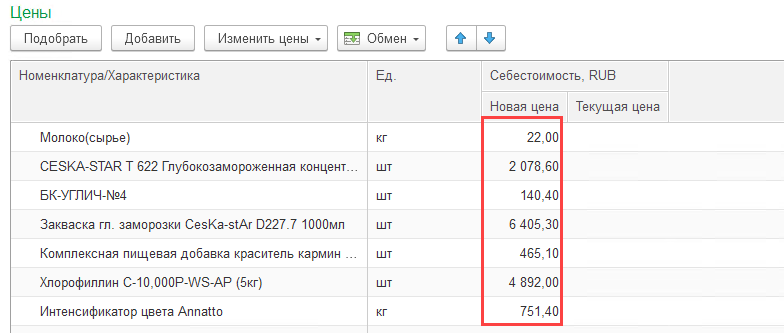 Цены
Подобрать Добавить Изменить цены Обмен
Номенклатура/Характеристика Ед. Себестоимость, RUB
Новая цена Текущая цена
Молоко(сырье) кг 22,00
CESKA-STAR T 622 Глубокозамороженная концент... шт 2 078,60
БК-УГЛИЧ-№4 шт 140,40
Закваска гл. заморозки CesKa-stAr D227.7 1000мл шт 6 405,30
Комплексная пищевая добавка краситель кармин ... шт 465,10
Хлорофиллин C-10,000P-WS-AP (5кг) шт 4 892,00
Интенсификатор цвета Annatto кг 751,40